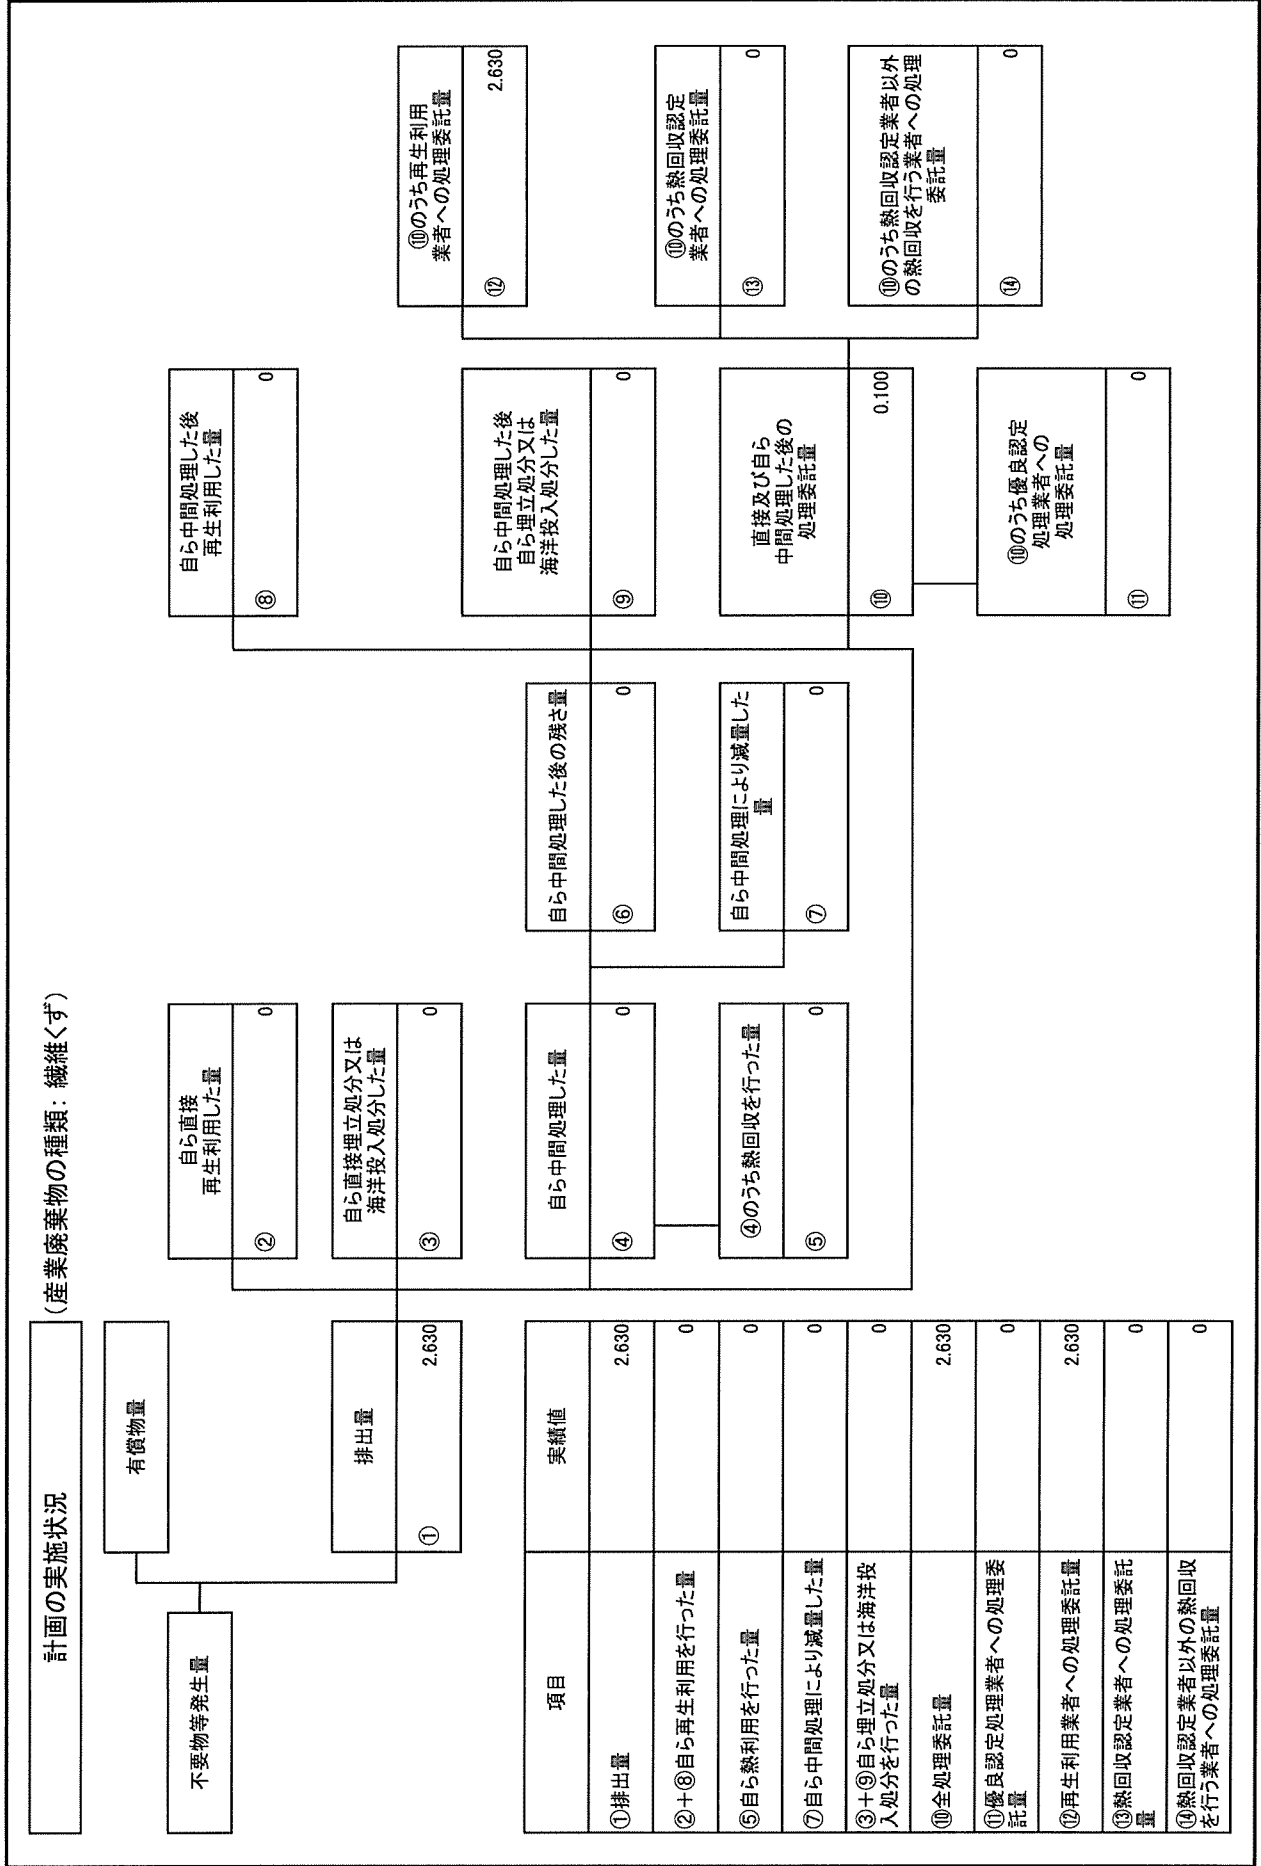 計画の実施状況
（産業廃棄物の種類：繊維くず）
不要物等発生量
有償物量
排出量
① 2.630
自ら直接
再生利用した量
② 0
自ら直接埋立処分又は
海洋投入処分した量
③ 0
自ら中間処理した量
④ 0
④のうち熱回収を行った量
⑤ 0
自ら中間処理した後の残さ量
⑥ 0
自ら中間処理により減量した
量
⑦ 0
自ら中間処理した後
再生利用した量
⑧ 0
自ら中間処理した後
自ら埋立処分又は
海洋投入処分した量
⑨ 0
直接及び自ら
中間処理した後の
処理委託量
⑩ 0.100
⑩のうち優良認定
処理業者への
処理委託量
⑪ 0
⑩のうち再生利用
業者への処理委託量
⑫ 2.630
⑩のうち熱回収認定
業者への処理委託量
⑬ 0
⑩のうち熱回収認定業者以外
の熱回収を行う業者への処理
委託量
⑭ 0
項目 実績値
①排出量 2.630
②+⑧自ら再生利用を行った量 0
⑤自ら熱利用を行った量 0
⑦自ら中間処理により減量した量 0
③+⑨自ら埋立処分又は海洋投
入処分を行った量 0
⑩全処理委託量 2.630
⑪優良認定処理業者への処理委
託量 0
⑫再生利用業者への処理委託量 2.630
⑬熱回収認定業者への処理委託
量 0
⑭熱回収認定業者以外の熱回収
を行う業者への処理委託量 0